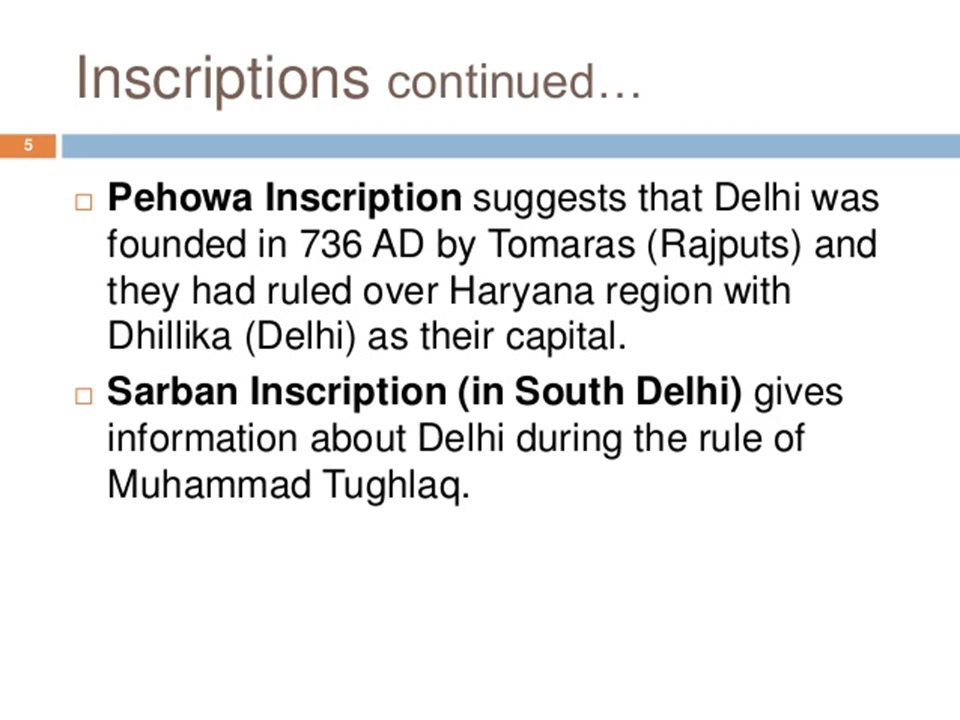 Inscriptions continued…
5
Pehowa Inscription suggests that Delhi was
founded in 736 AD by Tomaras (Rajputs) and
they had ruled over Haryana region with
Dhillika (Delhi) as their capital.
Sarban Inscription (in South Delhi) gives
information about Delhi during the rule of
Muhammad Tughlaq.